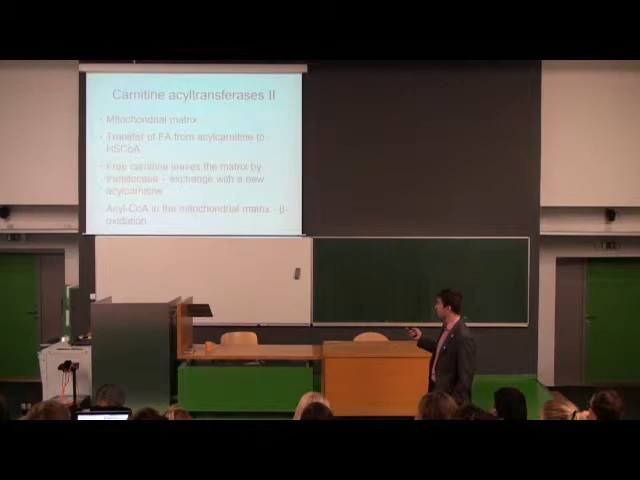 Carnitine acyltransferases II
Mitochondrial matrix
Transfer of FA from acylcarnitine to
HSCoA
Free carnitine leaves the matrix by
translocase - exchange with a new
acylcarnitine
Acyl-CoA in the mitochondrial matrix - β-
oxidation